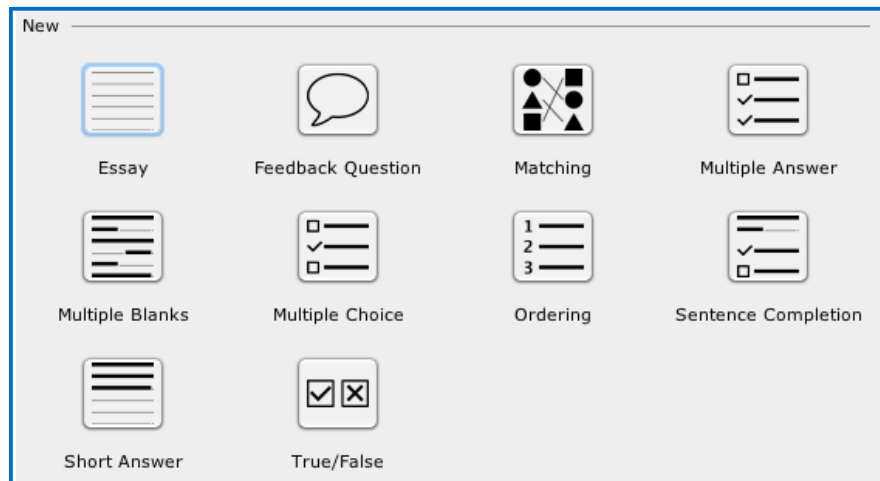 New
Essay
Feedback Question
Matching
Multiple Answer
Multiple Blanks
Multiple Choice
1
2
3
Ordering
Sentence Completion
Short Answer
True/False